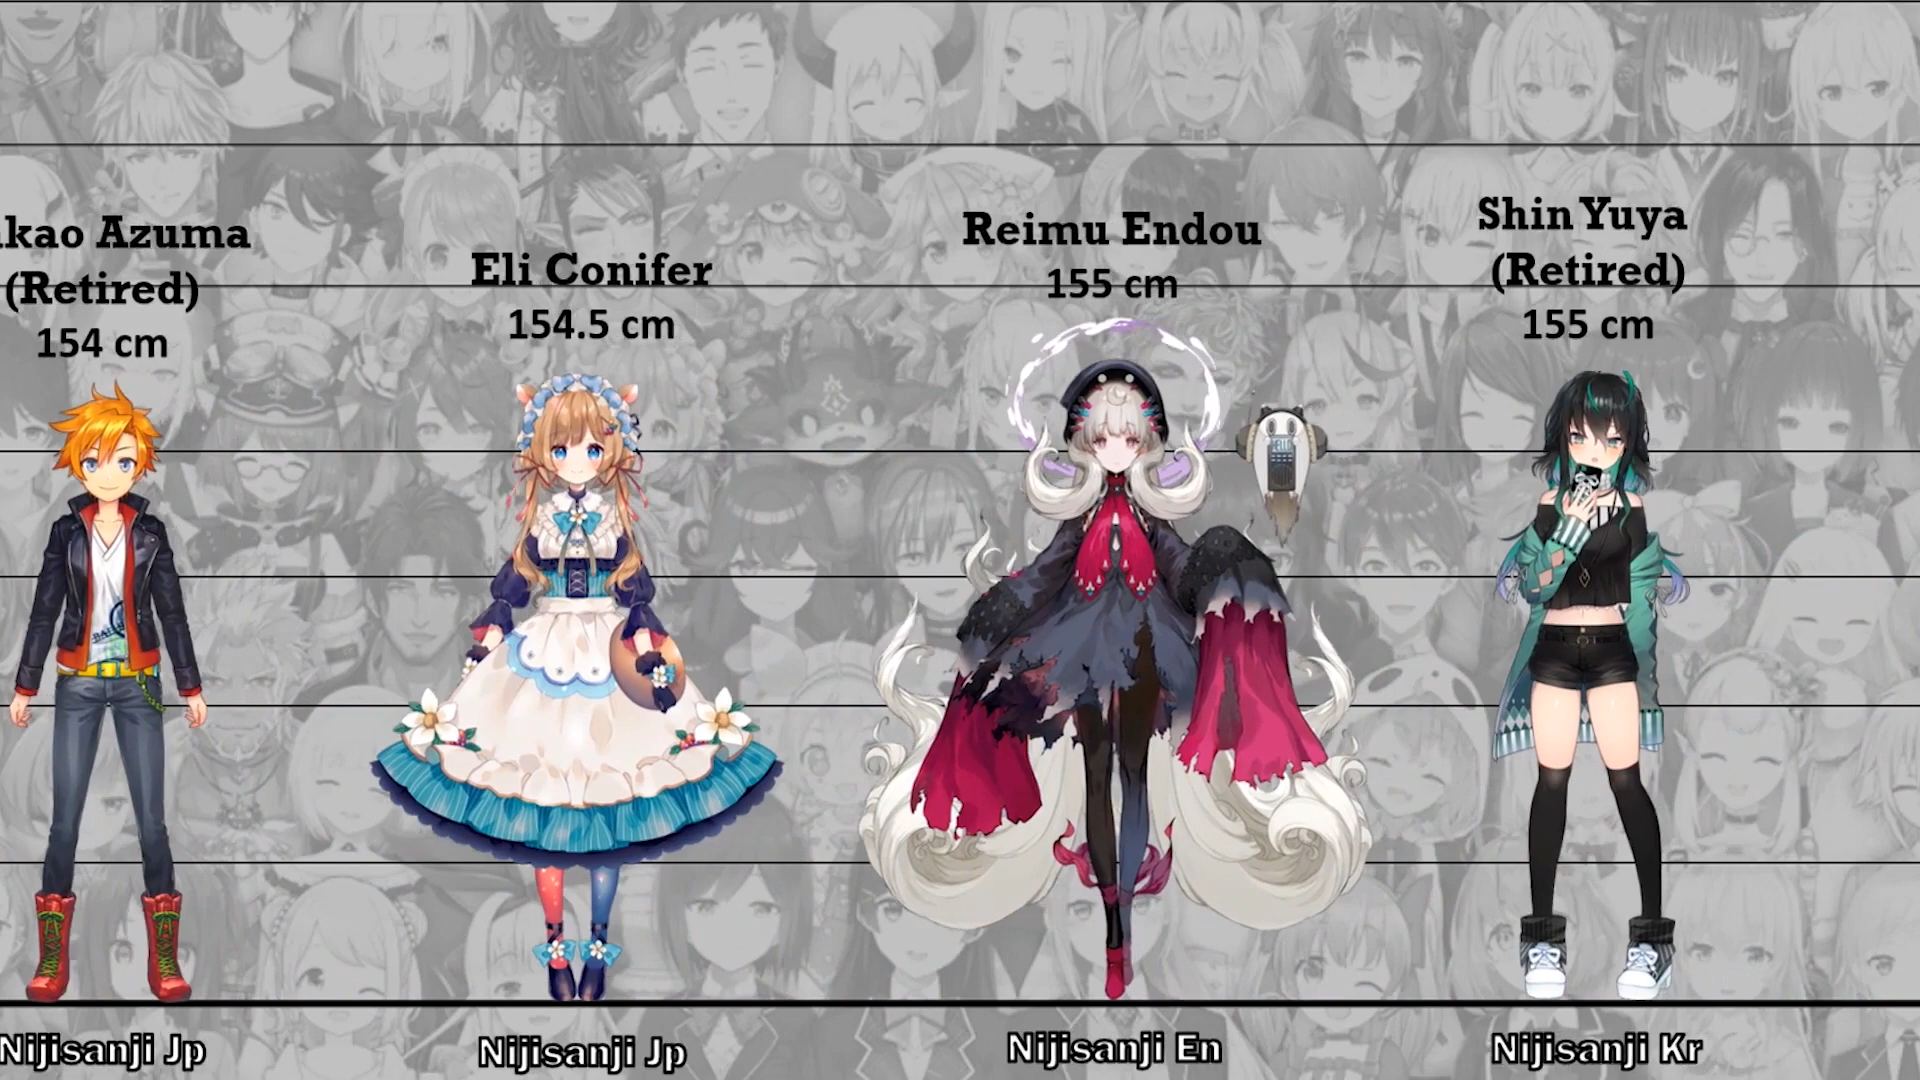 kao Azuma
(Retired)
154 cm
Eli Conifer
154.5 cm
Reimu Endou
155 cm
Shin Yuya
(Retired)
155 cm
Nijisanji Jp
Nijisanji Jp
Nijisanji En
Nijisanji Kr